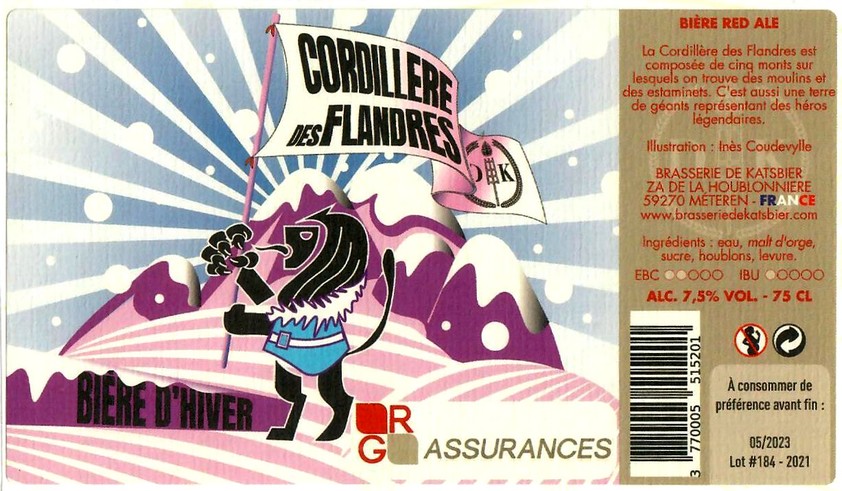 CORDILLERE
DES FLANDRES
K
BIÈRE D'HIVER
R
G
ASSURANCES
BIÈRE RED ALE
La Cordillère des Flandres est
composée de cinq monts sur
lesquels on trouve des moulins et
des estaminets. C'est aussi une terre
de géants représentant des héros
légendaires.
Illustration : Inès Coudevylle
BRASSERIE DE KATSBIER
ZA DE LA HOUBLONNIERE
59270 METEREN - FRANCE
www.brasseriedekatsbier.com
Ingrédients : eau, malt d'orge,
sucre, houblons, levure.
EBC IBU
ALC. 7,5% VOL. - 75 CL
3 770005 515201
À consommer de
préférence avant fin :
05/2023
Lot #184 - 2021